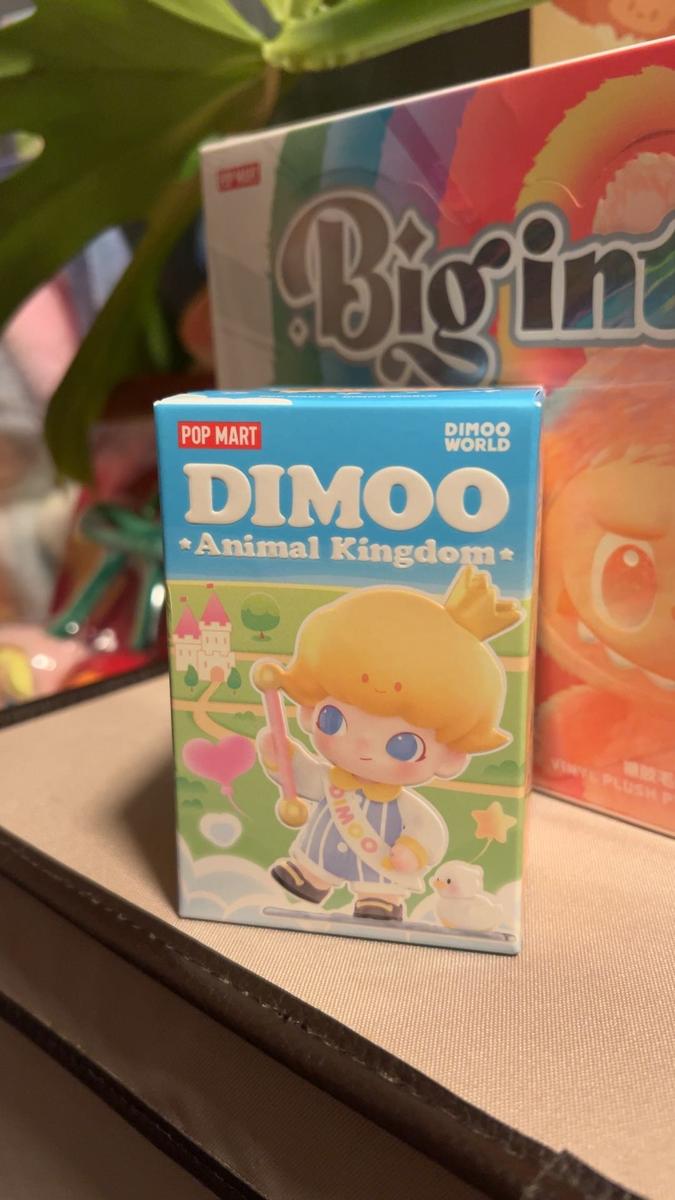 POP MART
Big int
POP MART
DIMOO
WORLD
DIMOO
Animal Kingdom
DIMOO
VINYL PLUSH P